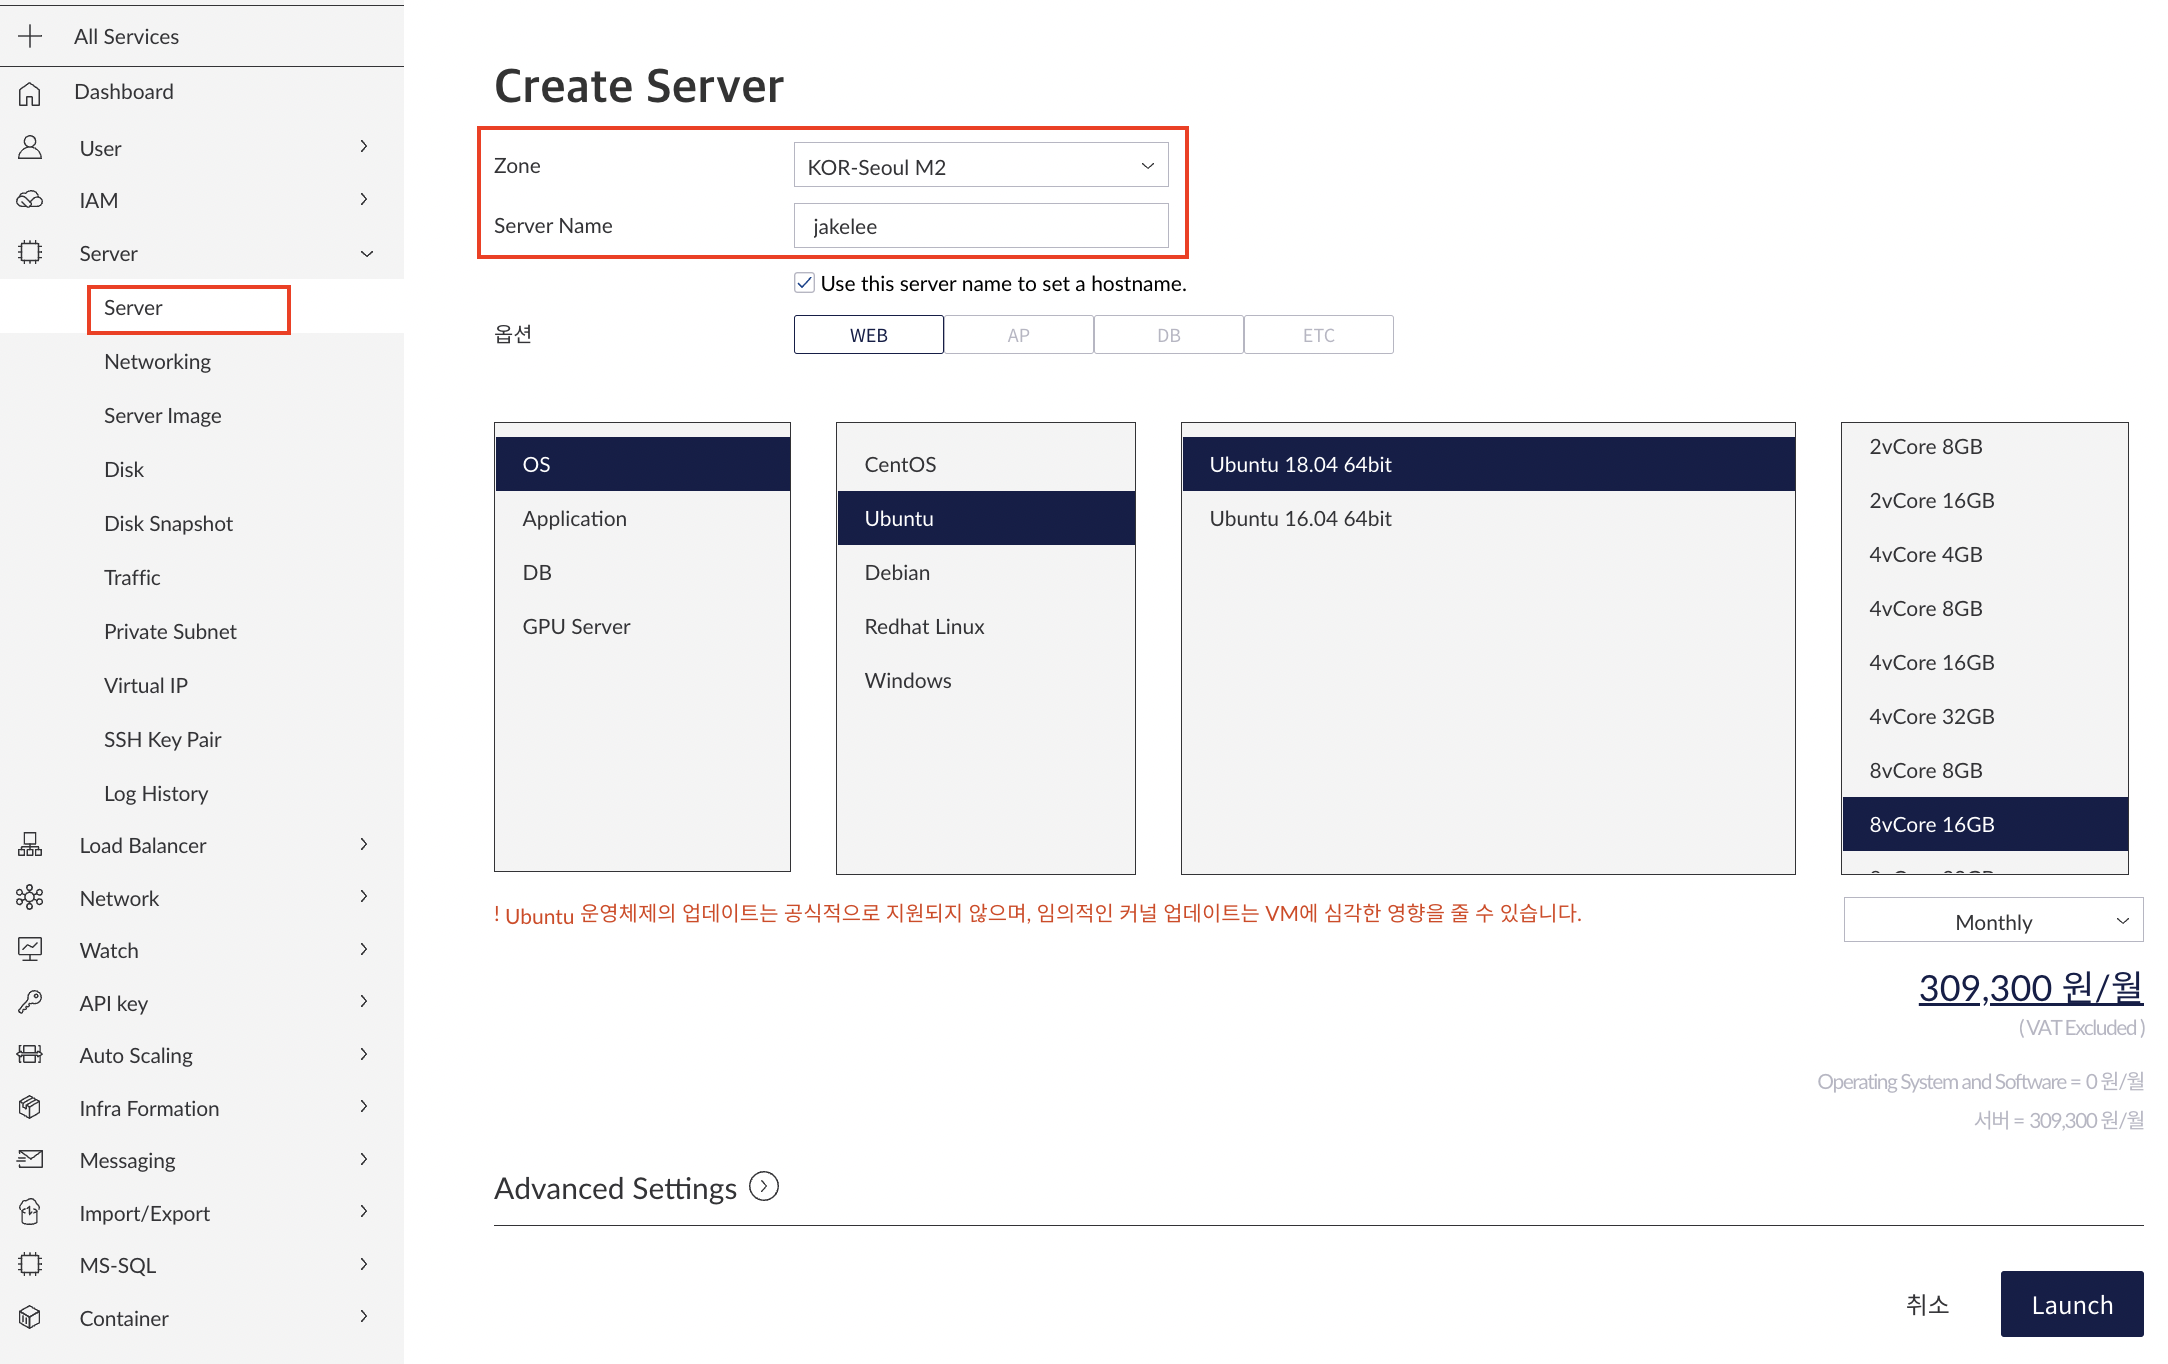 All Services
Dashboard
User
IAM
Server
Server
Networking
Server Image
Disk
Disk Snapshot
Traffic
Private Subnet
Virtual IP
SSH Key Pair
Log History
Load Balancer
Network
Watch
API key
Auto Scaling
Infra Formation
Messaging
Import/Export
MS-SQL
Container
Create Server
Zone
KOR-Seoul M2
Server Name
jakelee
Use this server name to set a hostname.
옵션
WEB
AP
DB
ETC
OS
Application
DB
GPU Server
CentOS
Ubuntu
Debian
Redhat Linux
Windows
Ubuntu 18.04 64bit
Ubuntu 16.04 64bit
2vCore 8GB
2vCore 16GB
4vCore 4GB
4vCore 8GB
4vCore 16GB
4vCore 32GB
8vCore 8GB
8vCore 16GB
! Ubuntu 운영체제의 업데이트는 공식적으로 지원되지 않으며, 임의적인 커널 업데이트는 VM에 심각한 영향을 줄 수 있습니다.
Monthly
309,300 원/월
( VAT Excluded )
Operating System and Software = 0 원/월
서버 = 309,300 원/월
Advanced Settings
취소
Launch